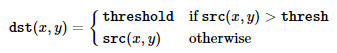 dst(x, y) = { threshold if src(x, y) > thresh
src(x, y) otherwise